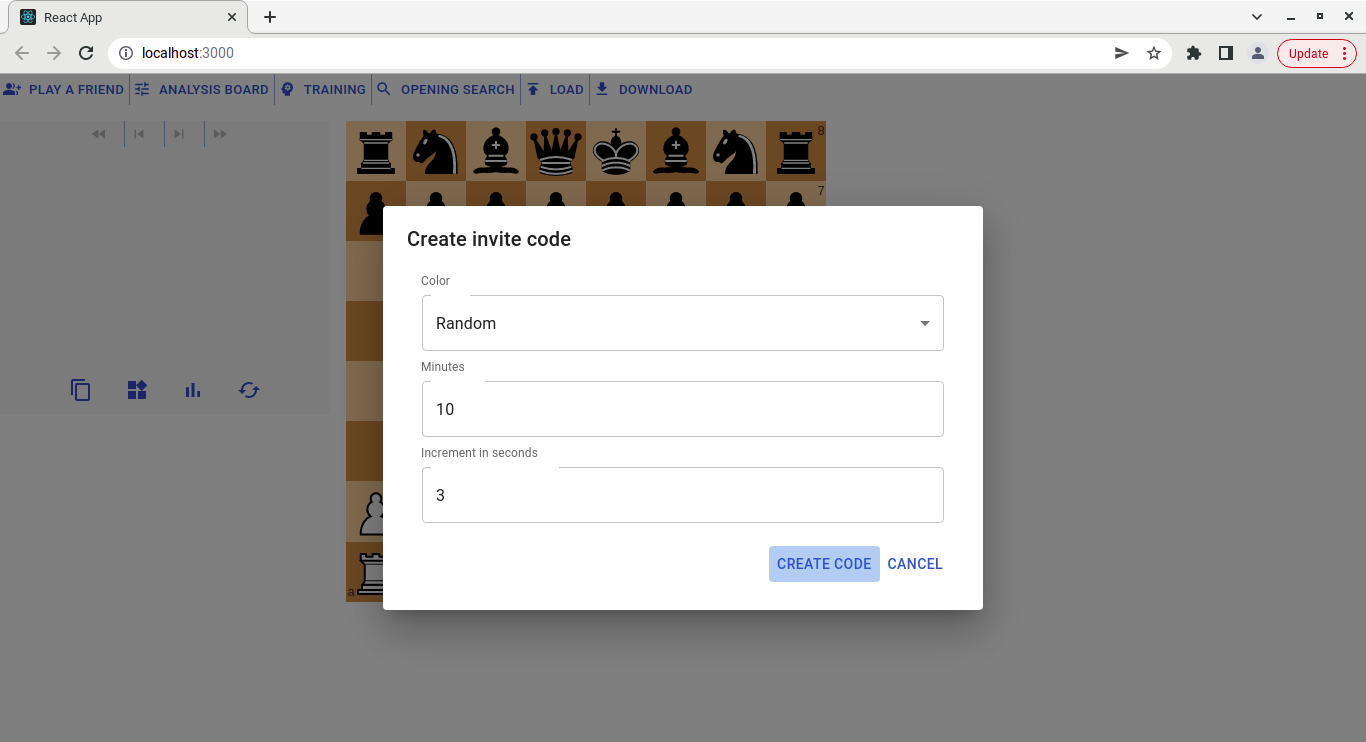 React App
localhost:3000
Update
PLAY A FRIEND
ANALYSIS BOARD
TRAINING
OPENING SEARCH
LOAD
DOWNLOAD
8
7
Create invite code
Color
Random
Minutes
10
Increment in seconds
3
CREATE CODE
CANCEL
a